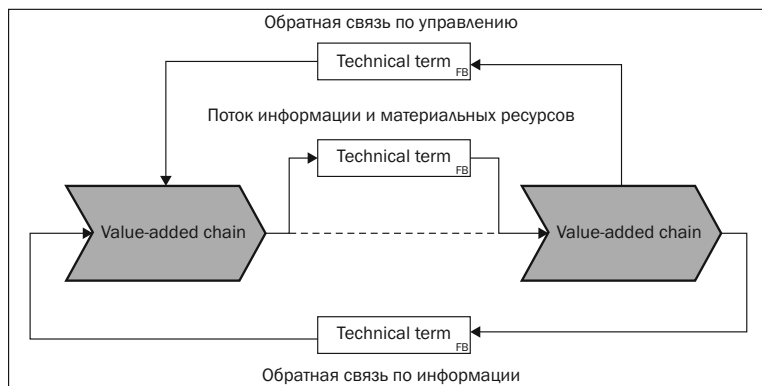 Обратная связь по управлению
Technical term
FB
Поток информации и материальных ресурсов
Technical term
FB
Value-added chain
Value-added chain
Technical term
FB
Обратная связь по информации